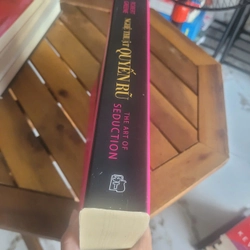 NGHỆ THUẬT QUYẾN RŨ
THE ART OF
SEDUCTION